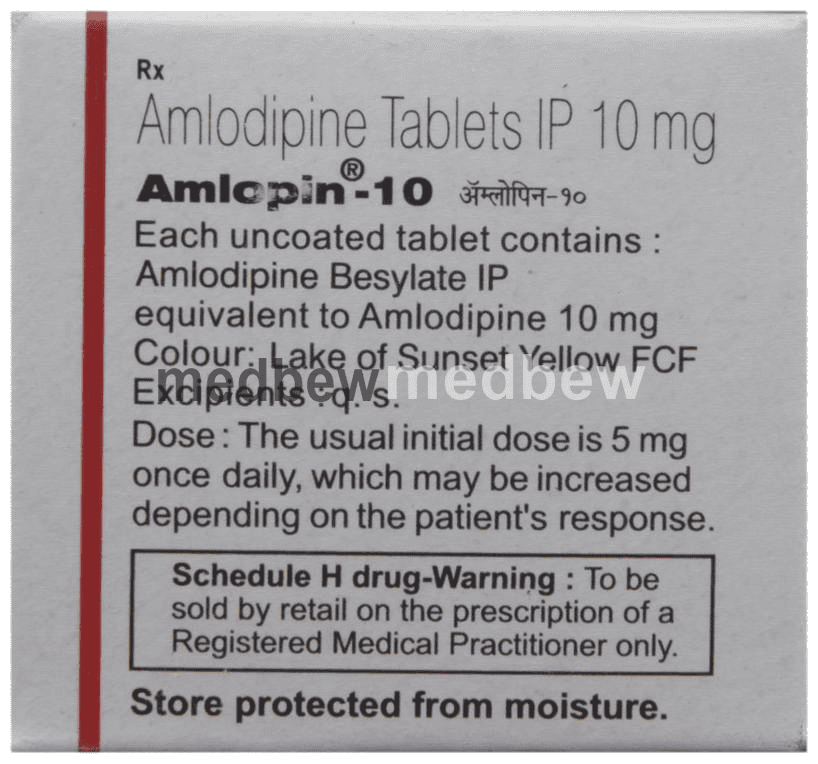 Rx
Amlodipine Tablets IP 10 mg
Amlopin®-10 ॲम्लोपिन-१०
Each uncoated tablet contains :
Amlodipine Besylate IP
equivalent to Amlodipine 10 mg
Colour: Lake of Sunset Yellow FCF
medbew medbew
Excipients : q. s.
Dose : The usual initial dose is 5 mg
once daily, which may be increased
depending on the patient's response.
Schedule H drug-Warning : To be
sold by retail on the prescription of a
Registered Medical Practitioner only.
Store protected from moisture.